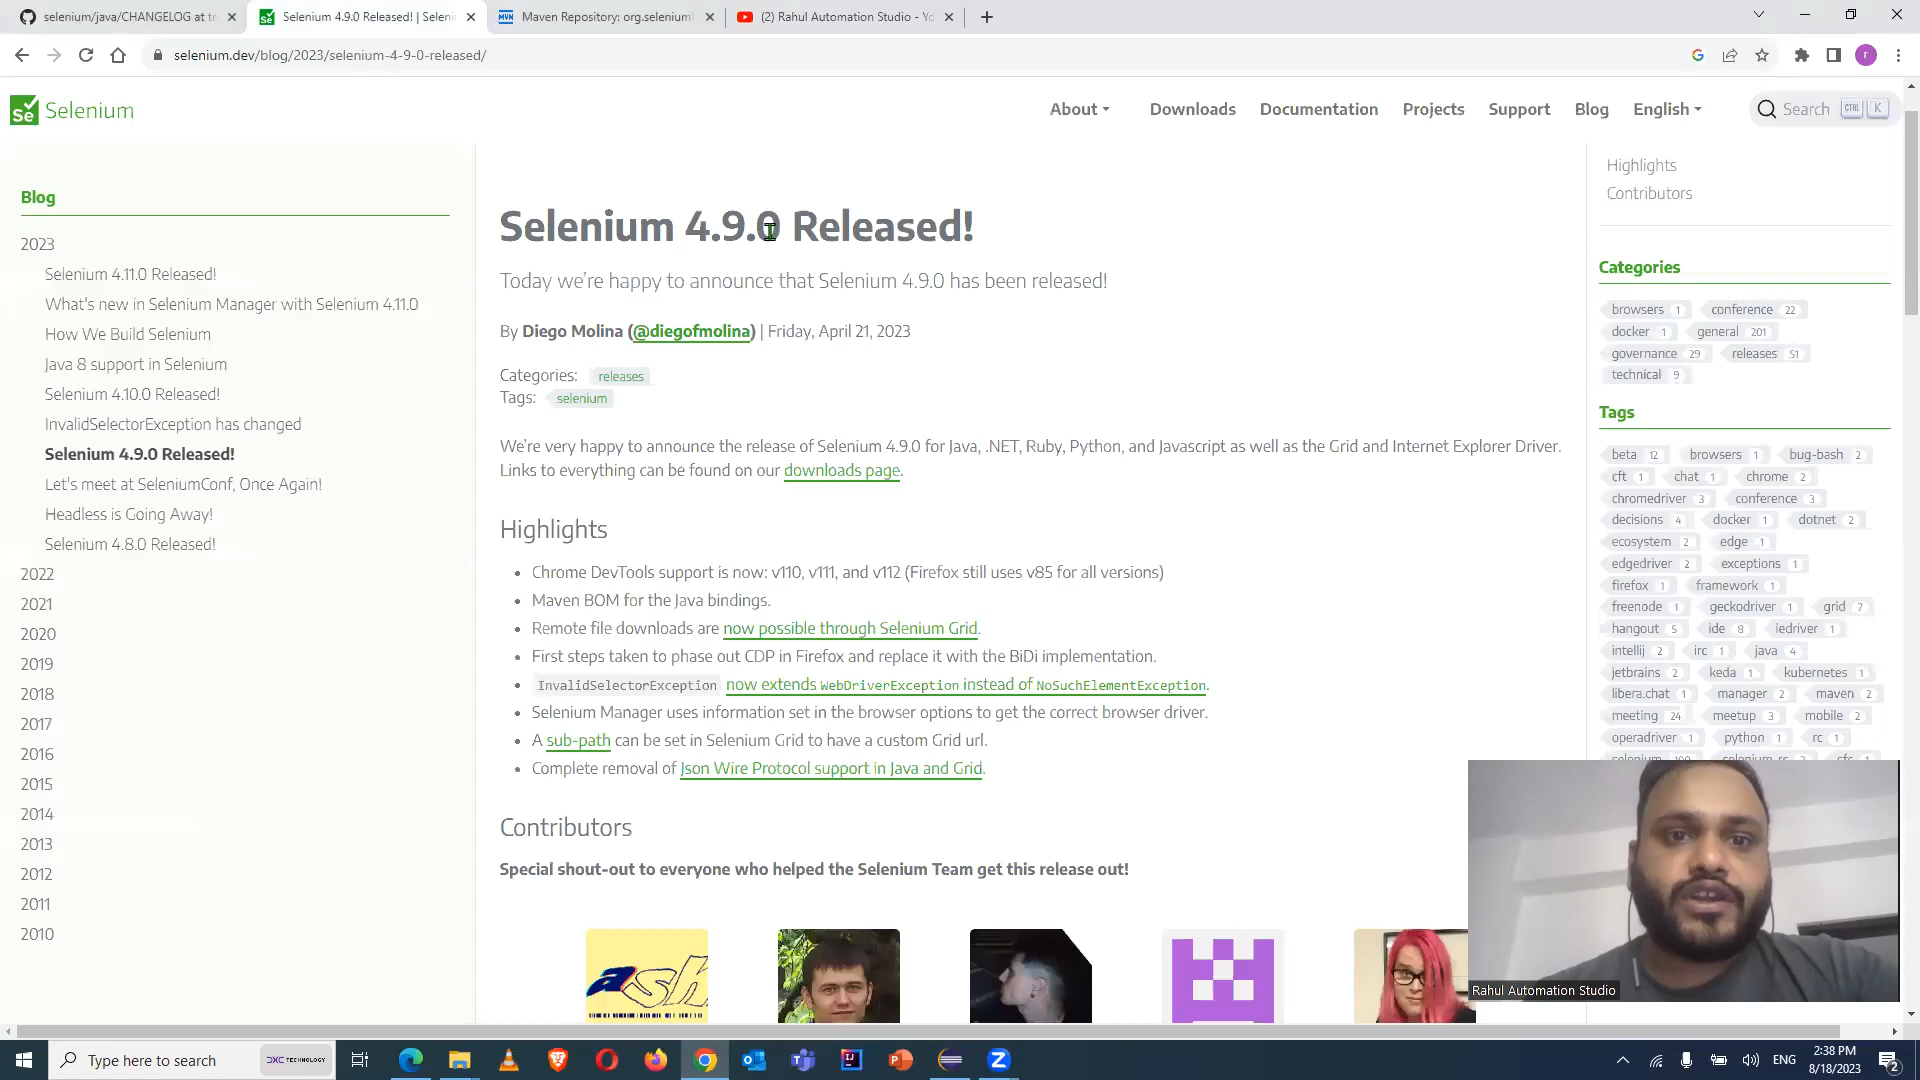 selenium/java/CHANGELOG at tr
Selenium 4.9.0 Released! | Seleni
Maven Repository: org.selenium
(2) Rahul Automation Studio - Yo
selenium.dev/blog/2023/selenium-4-9-0-released/
Selenium
About
Downloads
Documentation
Projects
Support
Blog
English
Search CTRL K
Blog
2023
Selenium 4.11.0 Released!
What's new in Selenium Manager with Selenium 4.11.0
How We Build Selenium
Java 8 support in Selenium
Selenium 4.10.0 Released!
InvalidSelectorException has changed
Selenium 4.9.0 Released!
Let's meet at SeleniumConf, Once Again!
Headless is Going Away!
Selenium 4.8.0 Released!
2022
2021
2020
2019
2018
2017
2016
2015
2014
2013
2012
2011
2010
Selenium 4.9.0 Released!
Today we're happy to announce that Selenium 4.9.0 has been released!
By Diego Molina (@diegofmolina) | Friday, April 21, 2023
Categories: releases
Tags: selenium
We're very happy to announce the release of Selenium 4.9.0 for Java, .NET, Ruby, Python, and Javascript as well as the Grid and Internet Explorer Driver.
Links to everything can be found on our downloads page.
Highlights
• Chrome DevTools support is now: v110, v111, and v112 (Firefox still uses v85 for all versions)
• Maven BOM for the Java bindings.
• Remote file downloads are now possible through Selenium Grid.
• First steps taken to phase out CDP in Firefox and replace it with the BiDi implementation.
• InvalidSelectorException now extends WebDriverException instead of NoSuchElementException.
• Selenium Manager uses information set in the browser options to get the correct browser driver.
• A sub-path can be set in Selenium Grid to have a custom Grid url.
• Complete removal of Json Wire Protocol support in Java and Grid.
Contributors
Special shout-out to everyone who helped the Selenium Team get this release out!
ash
Highlights
Contributors
Categories
browsers 1 conference 22
docker 1 general 201
governance 29 releases 51
technical 9
Tags
beta 12 browsers 1 bug-bash 2
cft 1 chat 1 chrome 2
chromedriver 3 conference 3
decisions 4 docker 1 dotnet 2
ecosystem 2 edge 1
edgedriver 2 exceptions 1
firefox 1 framework 1
freenode 1 geckodriver 1 grid 7
hangout 5 ide 8 iedriver 1
intellij 2 irc 1 java 4
jetbrains 2 keda 1 kubernetes 1
libera.chat 1 manager 2 maven 2
meeting 24 meetup 3 mobile 2
operadriver 1 python 1 rc 1
Rahul Automation Studio
Type here to search
DXC TECHNOLOGY
ENG
2:38 PM
8/18/2023
2